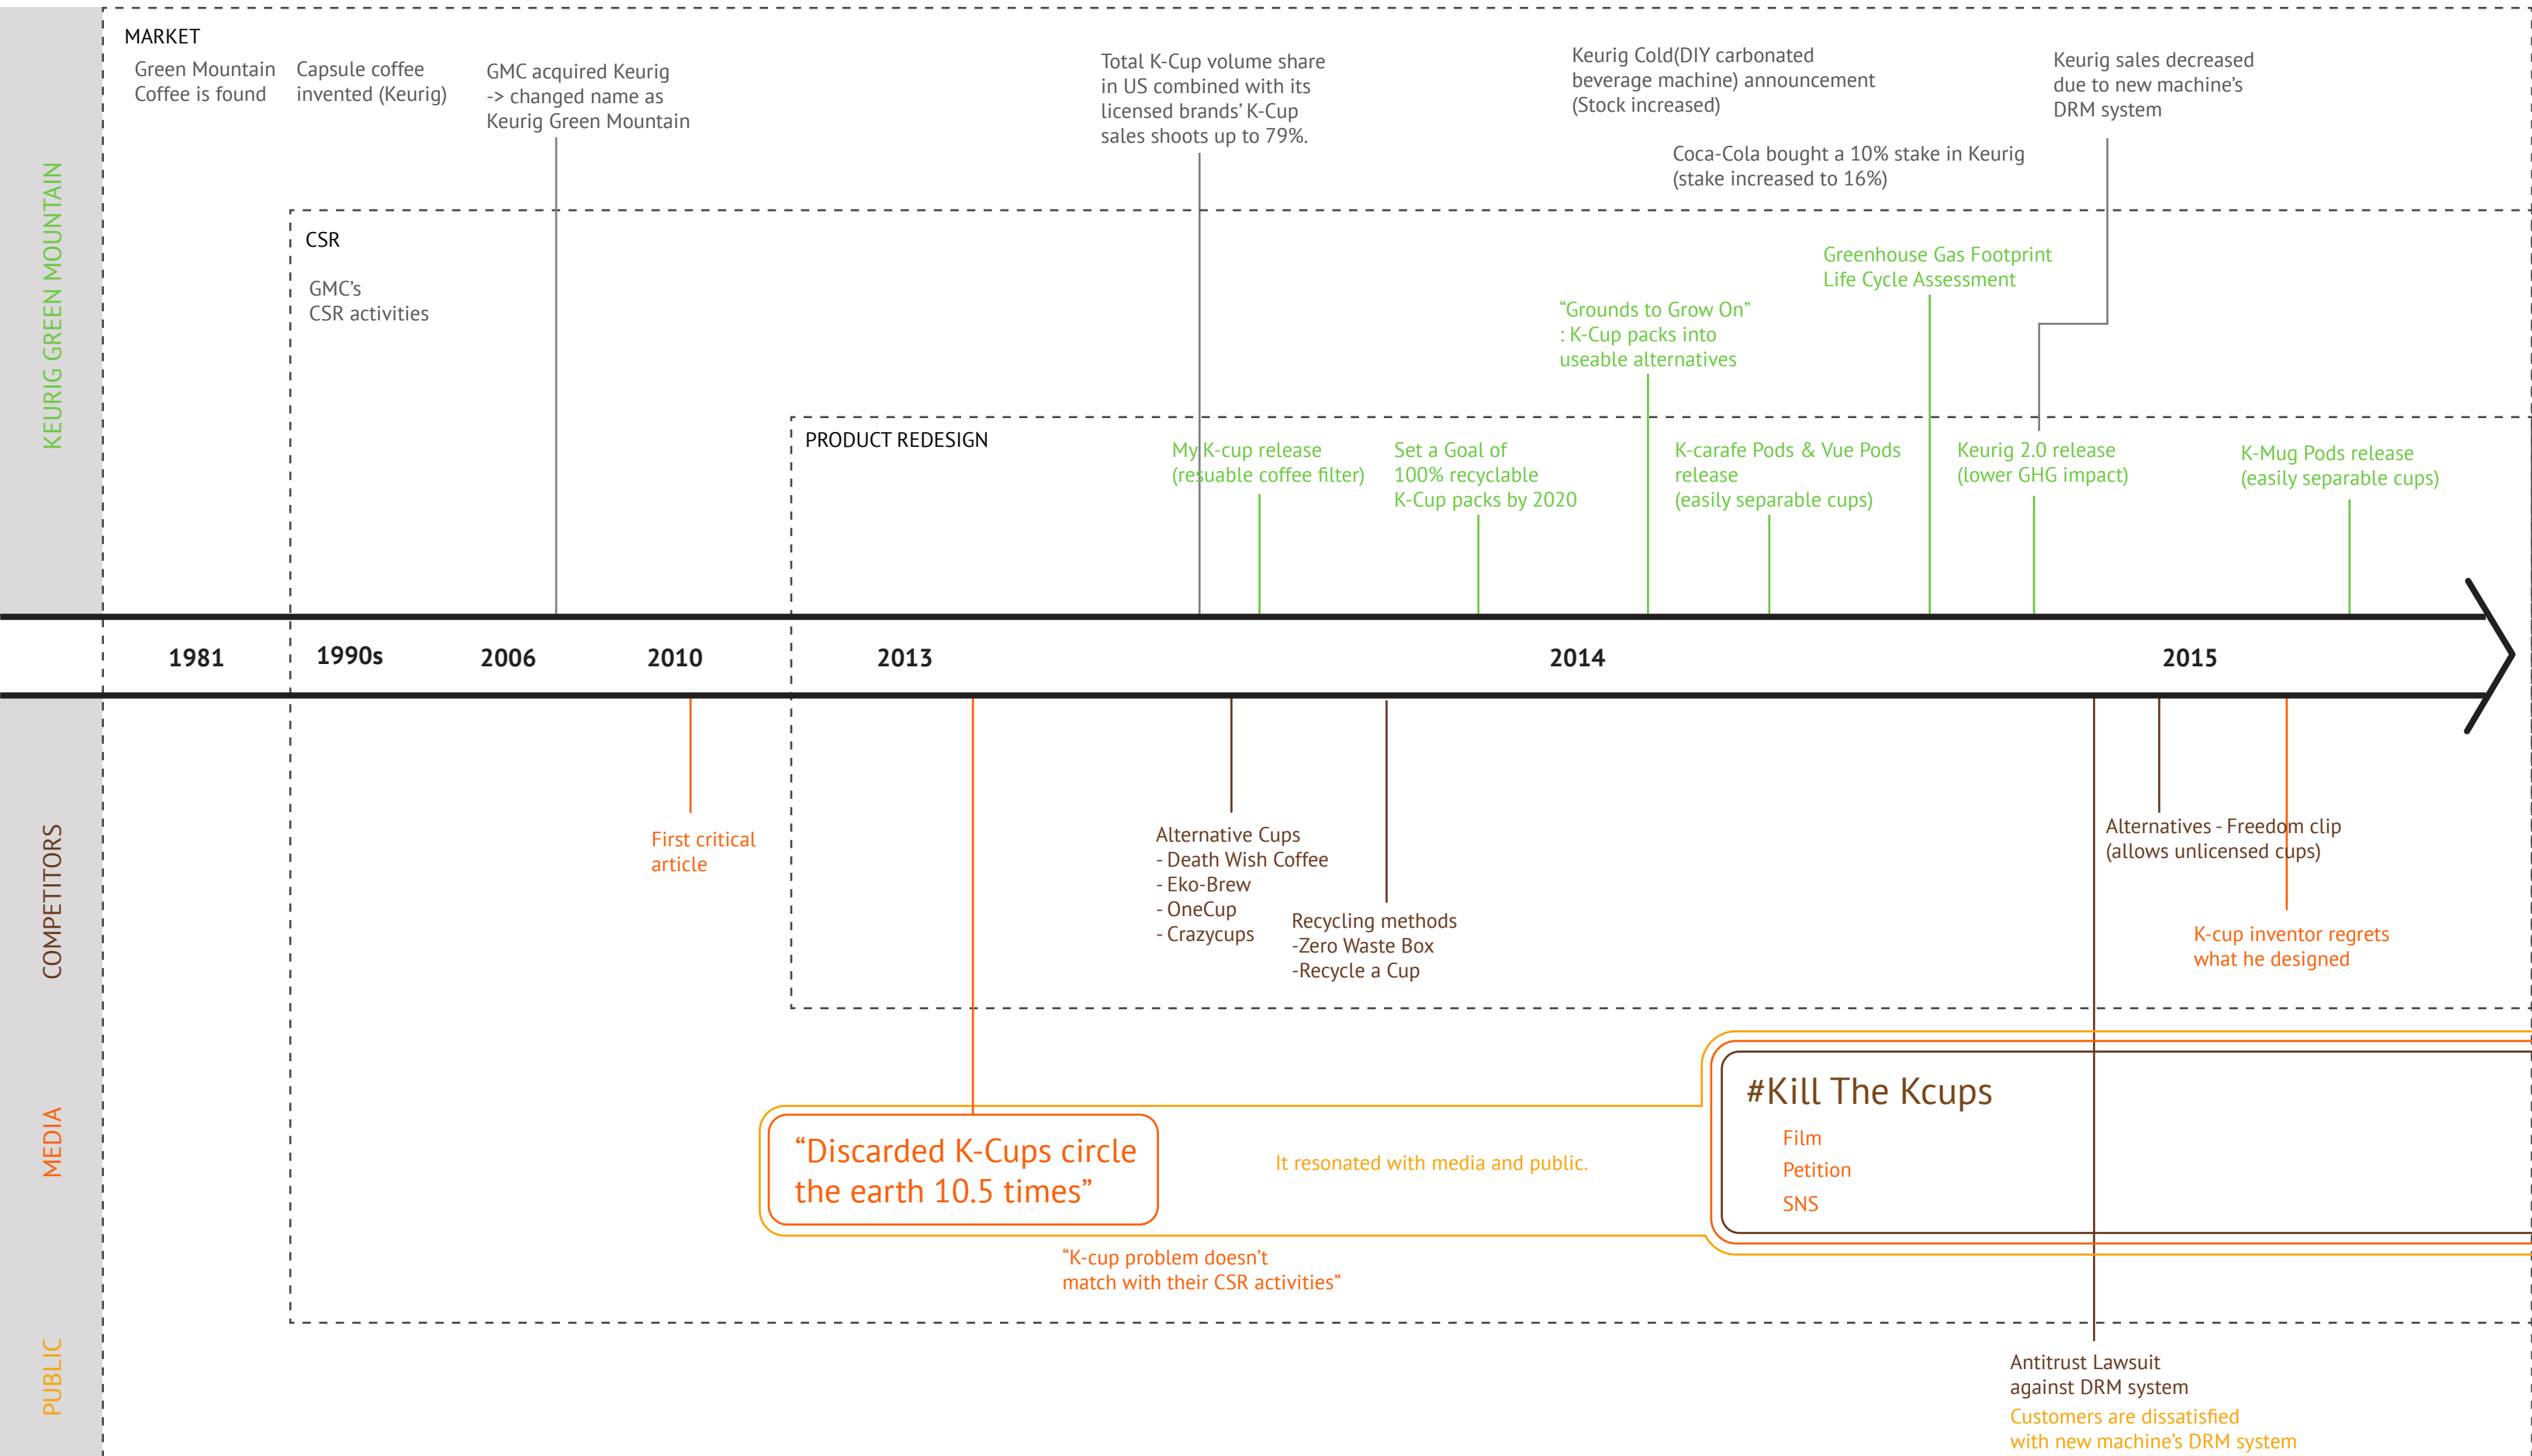 MARKET
Green Mountain
Coffee is found
Capsule coffee
invented (Keurig)
GMC acquired Keurig
-> changed name as
Keurig Green Mountain
Total K-Cup volume share
in US combined with its
licensed brands’ K-Cup
sales shoots up to 79%.
Keurig Cold(DIY carbonated
beverage machine) announcement
(Stock increased)
Coca-Cola bought a 10% stake in Keurig
(stake increased to 16%)
Keurig sales decreased
due to new machine’s
DRM system
KEURIG GREEN MOUNTAIN
CSR
GMC’s
CSR activities
Greenhouse Gas Footprint
Life Cycle Assessment
“Grounds to Grow On”
: K-Cup packs into
useable alternatives
PRODUCT REDESIGN
My K-cup release
(resuable coffee filter)
Set a Goal of
100% recyclable
K-Cup packs by 2020
K-carafe Pods & Vue Pods
release
(easily separable cups)
Keurig 2.0 release
(lower GHG impact)
K-Mug Pods release
(easily separable cups)
1981
1990s
2006
2010
2013
2014
2015
COMPETITORS
First critical
article
Alternative Cups
- Death Wish Coffee
- Eko-Brew
- OneCup
- Crazycups
Recycling methods
-Zero Waste Box
-Recycle a Cup
Alternatives - Freedom clip
(allows unlicensed cups)
K-cup inventor regrets
what he designed
MEDIA
“Discarded K-Cups circle
the earth 10.5 times”
It resonated with media and public.
#Kill The Kcups
Film
Petition
SNS
“K-cup problem doesn’t
match with their CSR activities”
PUBLIC
Antitrust Lawsuit
against DRM system
Customers are dissatisfied
with new machine’s DRM system